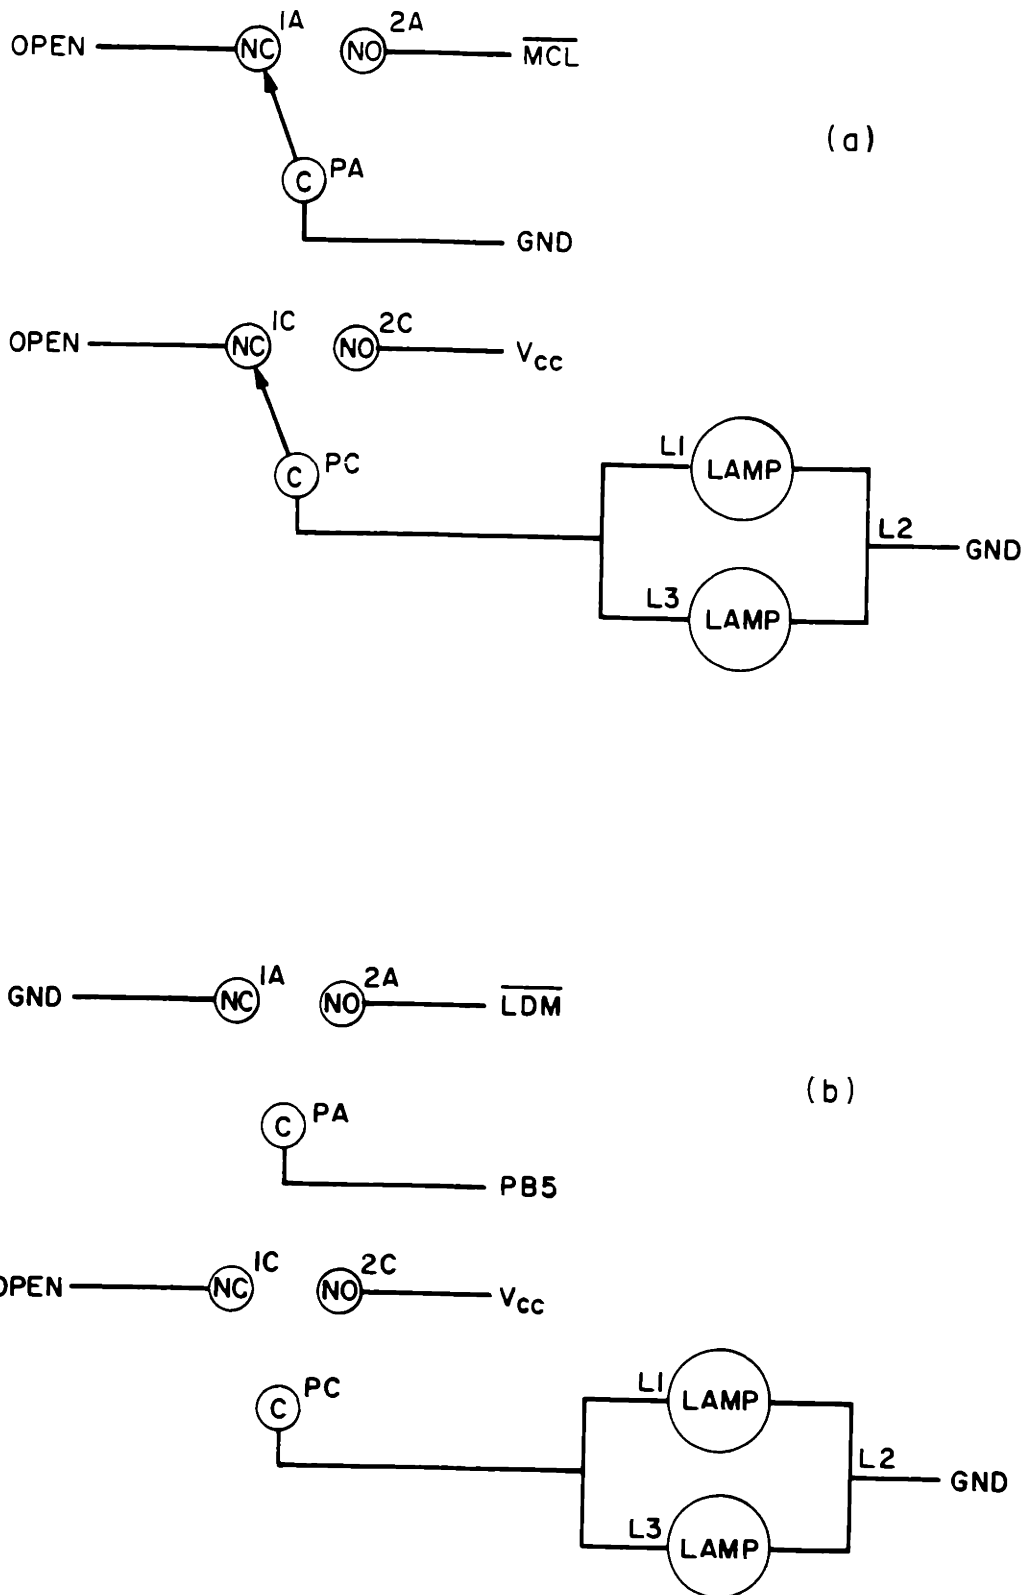 OPEN NC 1A NO 2A M̅C̅L̅
(a)
C PA
GND
OPEN NC 1C NO 2C Vcc
C PC
L1 LAMP
L2 GND
L3 LAMP
GND NC 1A NO 2A L̅D̅M̅
(b)
C PA
PB5
OPEN NC 1C NO 2C Vcc
C PC
L1 LAMP
L2 GND
L3 LAMP